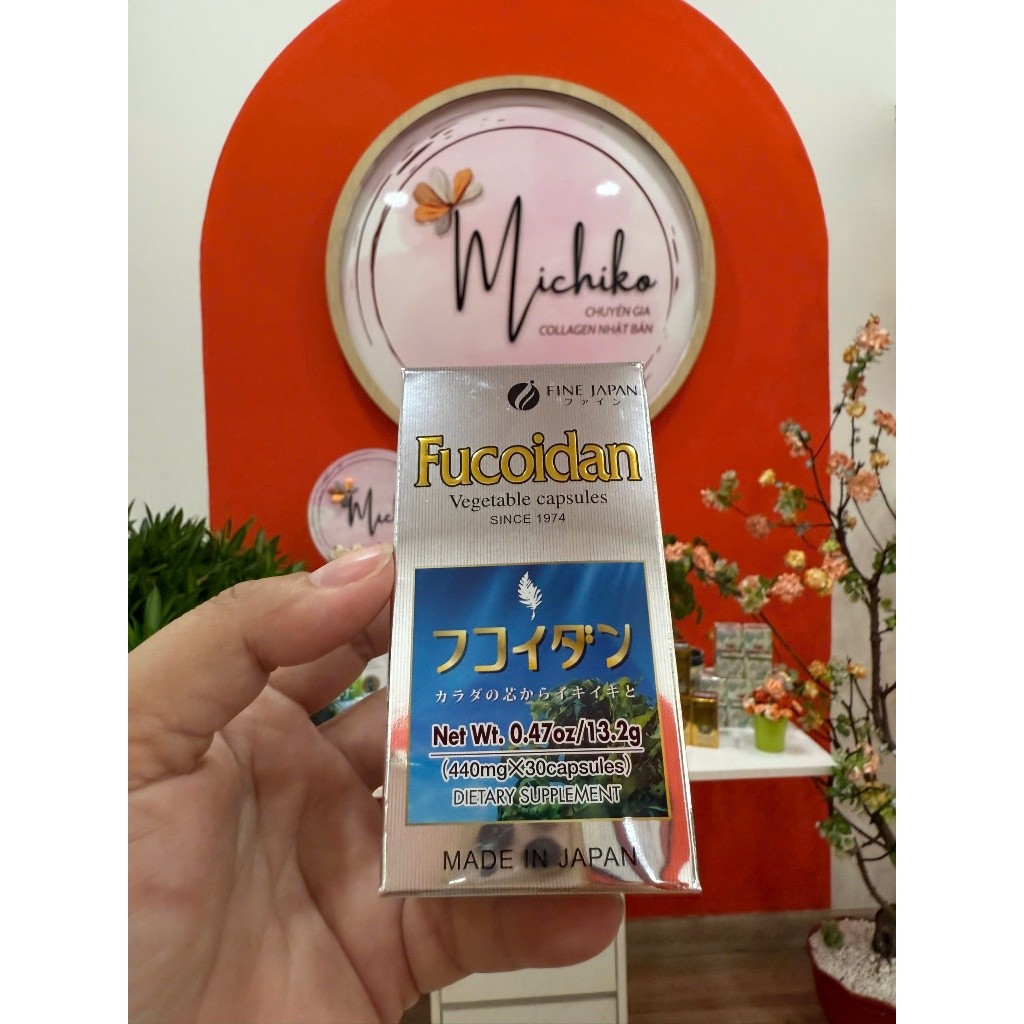 Michiko
CHUYÊN GIA
COLLAGEN NHẬT BẢN
FINE JAPAN
ファイン
Fucoidan
Vegetable capsules
SINCE 1974
Mic
フコイダン
カラダの芯からイキイキと
Net Wt. 0.47oz/13.2g
(440mg×30capsules)
DIETARY SUPPLEMENT
MADE IN JAPAN